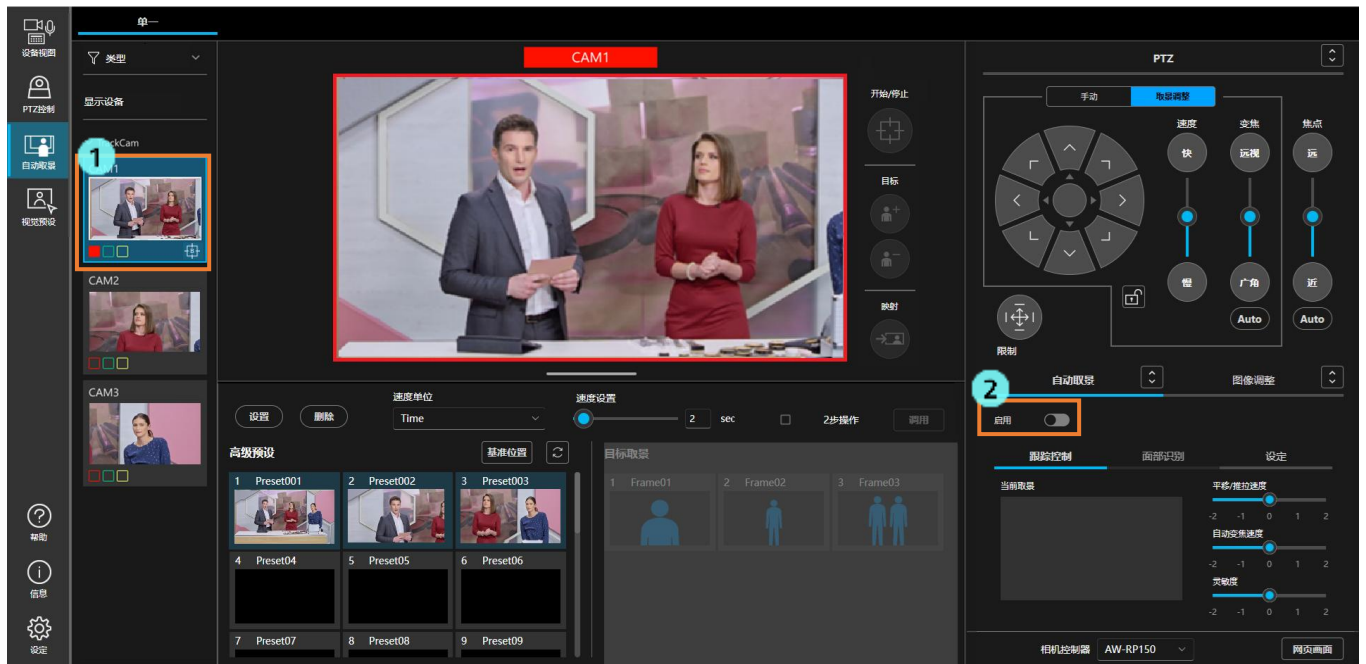 单一
设备视图
PTZ控制
自动取景
视觉预设
帮助
信息
设定
类型
显示设备
ckCam
1
M1
CAM2
CAM3
CAM1
开始/停止
目标
映射
设置
删除
速度单位
Time
速度设置
2
sec
2步操作
调用
高级预设
基准位置
1 Preset001
2 Preset002
3 Preset003
4 Preset04
5 Preset05
6 Preset06
7 Preset07
8 Preset08
9 Preset09
目标取景
1 Frame01
2 Frame02
3 Frame03
PTZ
手动
取景调整
速度
变焦
焦点
快
远视
远
慢
广角
近
Auto
Auto
限制
自动取景
图像调整
2
启用
跟踪控制
面部识别
设定
当前取景
平移/推拉速度
-2 -1 0 1 2
自动变焦速度
-2 -1 0 1 2
灵敏度
-2 -1 0 1 2
相机控制器
AW-RP150
网页画面